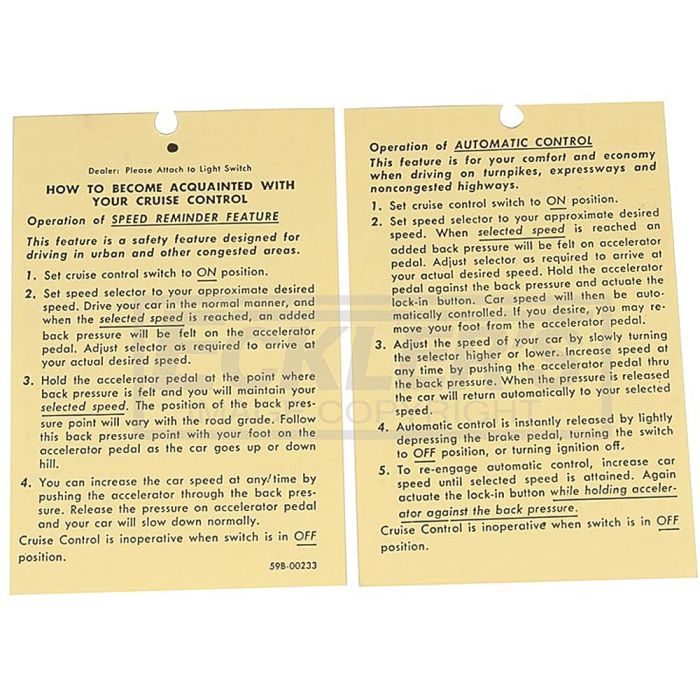 Dealer: Please Attach to Light Switch
HOW TO BECOME ACQUAINTED WITH
YOUR CRUISE CONTROL
Operation of SPEED REMINDER FEATURE
This feature is a safety feature designed for
driving in urban and other congested areas.
1. Set cruise control switch to ON position.
2. Set speed selector to your approximate desired
speed. Drive your car in the normal manner, and
when the selected speed is reached, an added
back pressure will be felt on the accelerator
pedal. Adjust selector as required to arrive at
your actual desired speed.
3. Hold the accelerator pedal at the point where
back pressure is felt and you will maintain your
selected speed. The position of the back pres-
sure point will vary with the road grade. Follow
this back pressure point with your foot on the
accelerator pedal as the car goes up or down
hill.
4. You can increase the car speed at any/time by
pushing the accelerator through the back pres-
sure. Release the pressure on accelerator pedal
and your car will slow down normally.
Cruise Control is inoperative when switch is in OFF
position.
59B-00233
Operation of AUTOMATIC CONTROL
This feature is for your comfort and economy
when driving on turnpikes, expressways and
noncongested highways.
1. Set cruise control switch to ON position.
2. Set speed selector to your approximate desired
speed. When selected speed is reached an
added back pressure will be felt on accelerator
pedal. Adjust selector as required to arrive at
your actual desired speed. Hold the accelerator
pedal against the back pressure and actuate the
lock-in button. Car speed will then be auto-
matically controlled. If you desire, you may re-
move your foot from the accelerator pedal.
3. Adjust the speed of your car by slowly turning
the selector higher or lower. Increase speed at
any time by pushing the accelerator pedal thru
the back pressure. When the pressure is released
the car will return automatically to your selected
speed.
4. Automatic control is instantly released by lightly
depressing the brake pedal, turning the switch
to OFF position, or turning ignition off.
5. To re-engage automatic control, increase car
speed until selected speed is attained. Again
actuate the lock-in button while holding acceler-
ator against the back pressure.
Cruise Control is inoperative when switch is in OFF
position.